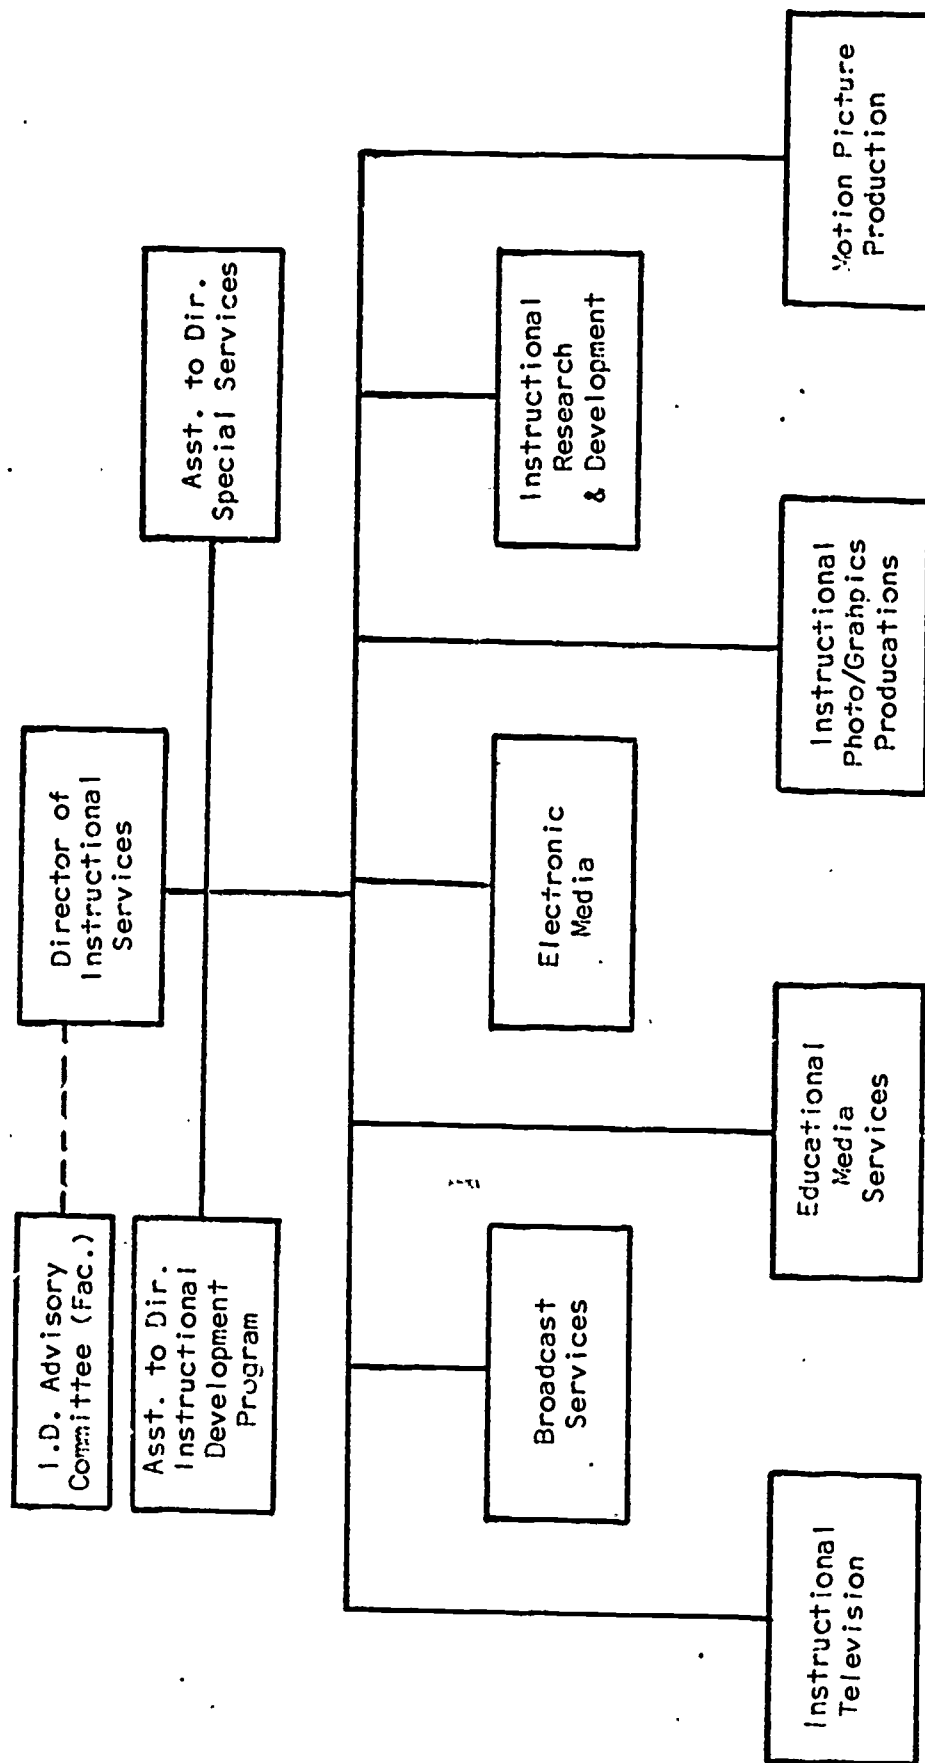 I.D. Advisory
Committee (Fac.)
Director of
Instructional
Services
Asst. to Dir.
Instructional
Development
Program
Asst. to Dir.
Special Services
Broadcast
Services
Electronic
Media
Instructional
Research
& Development
Instructional
Television
Educational
Media
Services
Instructional
Photo/Grahpics
Producations
Motion Picture
Production